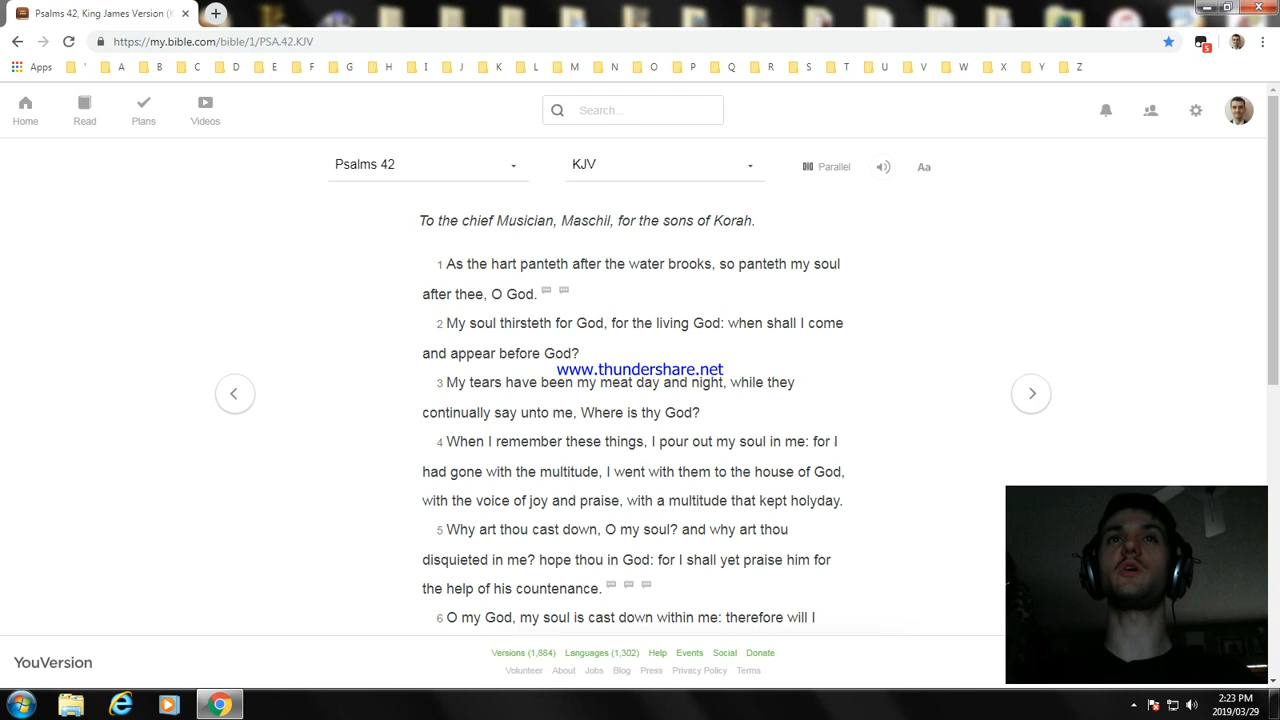 Psalms 42, King James Version (K
https://my.bible.com/bible/1/PSA.42.KJV
Apps ' A B C D E F G H I J K L M N O P Q R S T U V W X Y Z
5
Home Read Plans Videos
Search...
Psalms 42 KJV Parallel Aa
To the chief Musician, Maschil, for the sons of Korah.
1 As the hart panteth after the water brooks, so panteth my soul
after thee, O God.
2 My soul thirsteth for God, for the living God: when shall I come
and appear before God?
www.thundershare.net
3 My tears have been my meat day and night, while they
continually say unto me, Where is thy God?
4 When I remember these things, I pour out my soul in me: for I
had gone with the multitude, I went with them to the house of God,
with the voice of joy and praise, with a multitude that kept holyday.
5 Why art thou cast down, O my soul? and why art thou
disquieted in me? hope thou in God: for I shall yet praise him for
the help of his countenance.
6 O my God, my soul is cast down within me: therefore will I
YouVersion
Versions (1,884) Languages (1,302) Help Events Social Donate
Volunteer About Jobs Blog Press Privacy Policy Terms
2:23 PM
2019/03/29